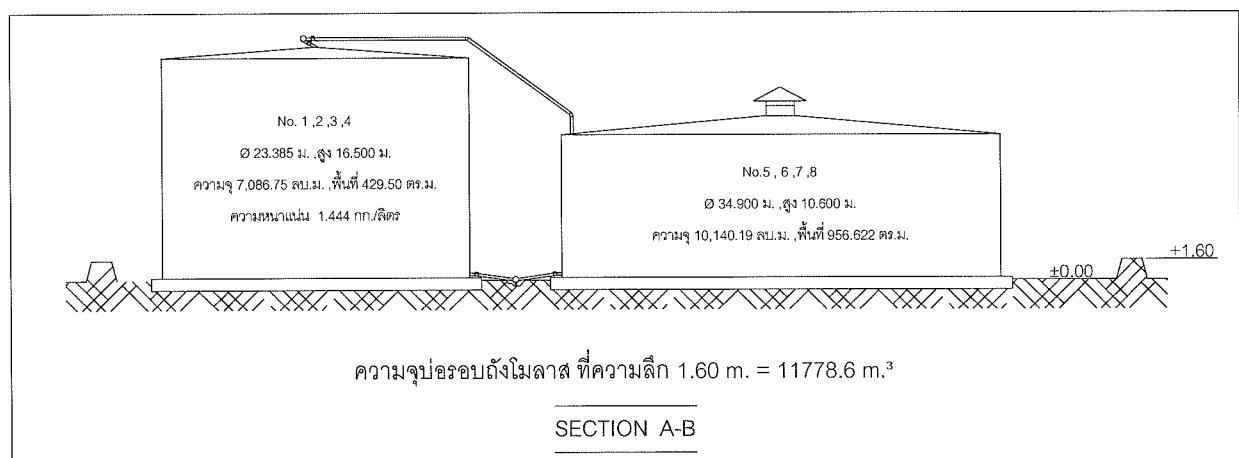 No. 1 ,2 ,3 ,4
Ø 23.385 ม. ,สูง 16.500 ม.
ความจุ 7,086.75 ลบ.ม. ,พื้นที่ 429.50 ตร.ม.
ความหนาแน่น 1.444 กก./ลิตร
No.5 , 6 ,7 ,8
Ø 34.900 ม. ,สูง 10.600 ม.
ความจุ 10,140.19 ลบ.ม. ,พื้นที่ 956.622 ตร.ม.
±0.00
+1.60
ความจุบ่อรอบถังโมลาส ที่ความลึก 1.60 m. = 11778.6 m.³
SECTION A-B